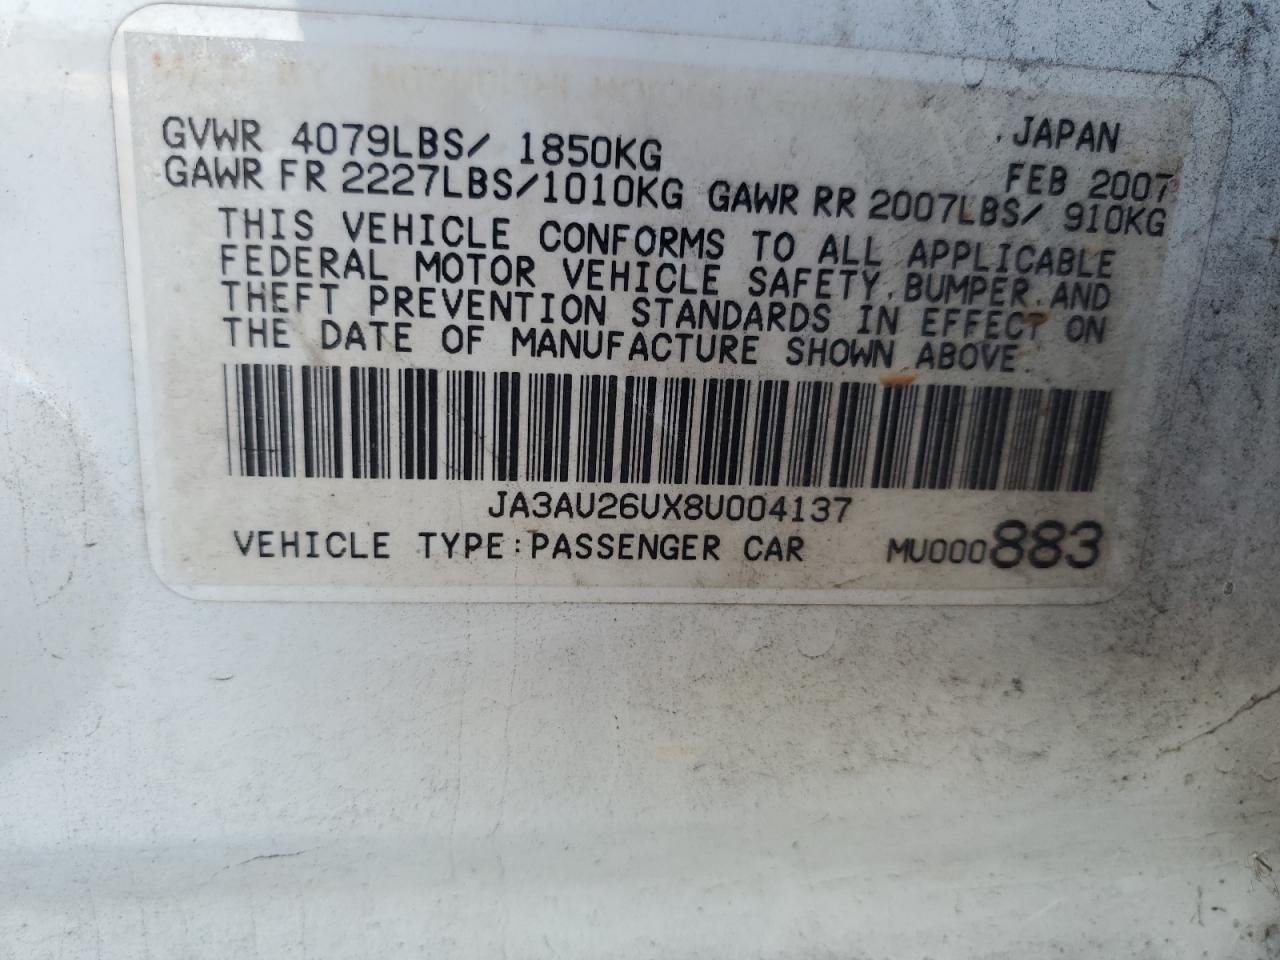 GVWR 4079LBS/ 1850KG
JAPAN
FEB 2007
GAWR FR 2227LBS/1010KG GAWR RR 2007LBS/ 910KG
THIS VEHICLE CONFORMS TO ALL APPLICABLE
FEDERAL MOTOR VEHICLE SAFETY, BUMPER, AND
THEFT PREVENTION STANDARDS IN EFFECT ON
THE DATE OF MANUFACTURE SHOWN ABOVE.
JA3AU26UX8U004137
VEHICLE TYPE:PASSENGER CAR MU000883